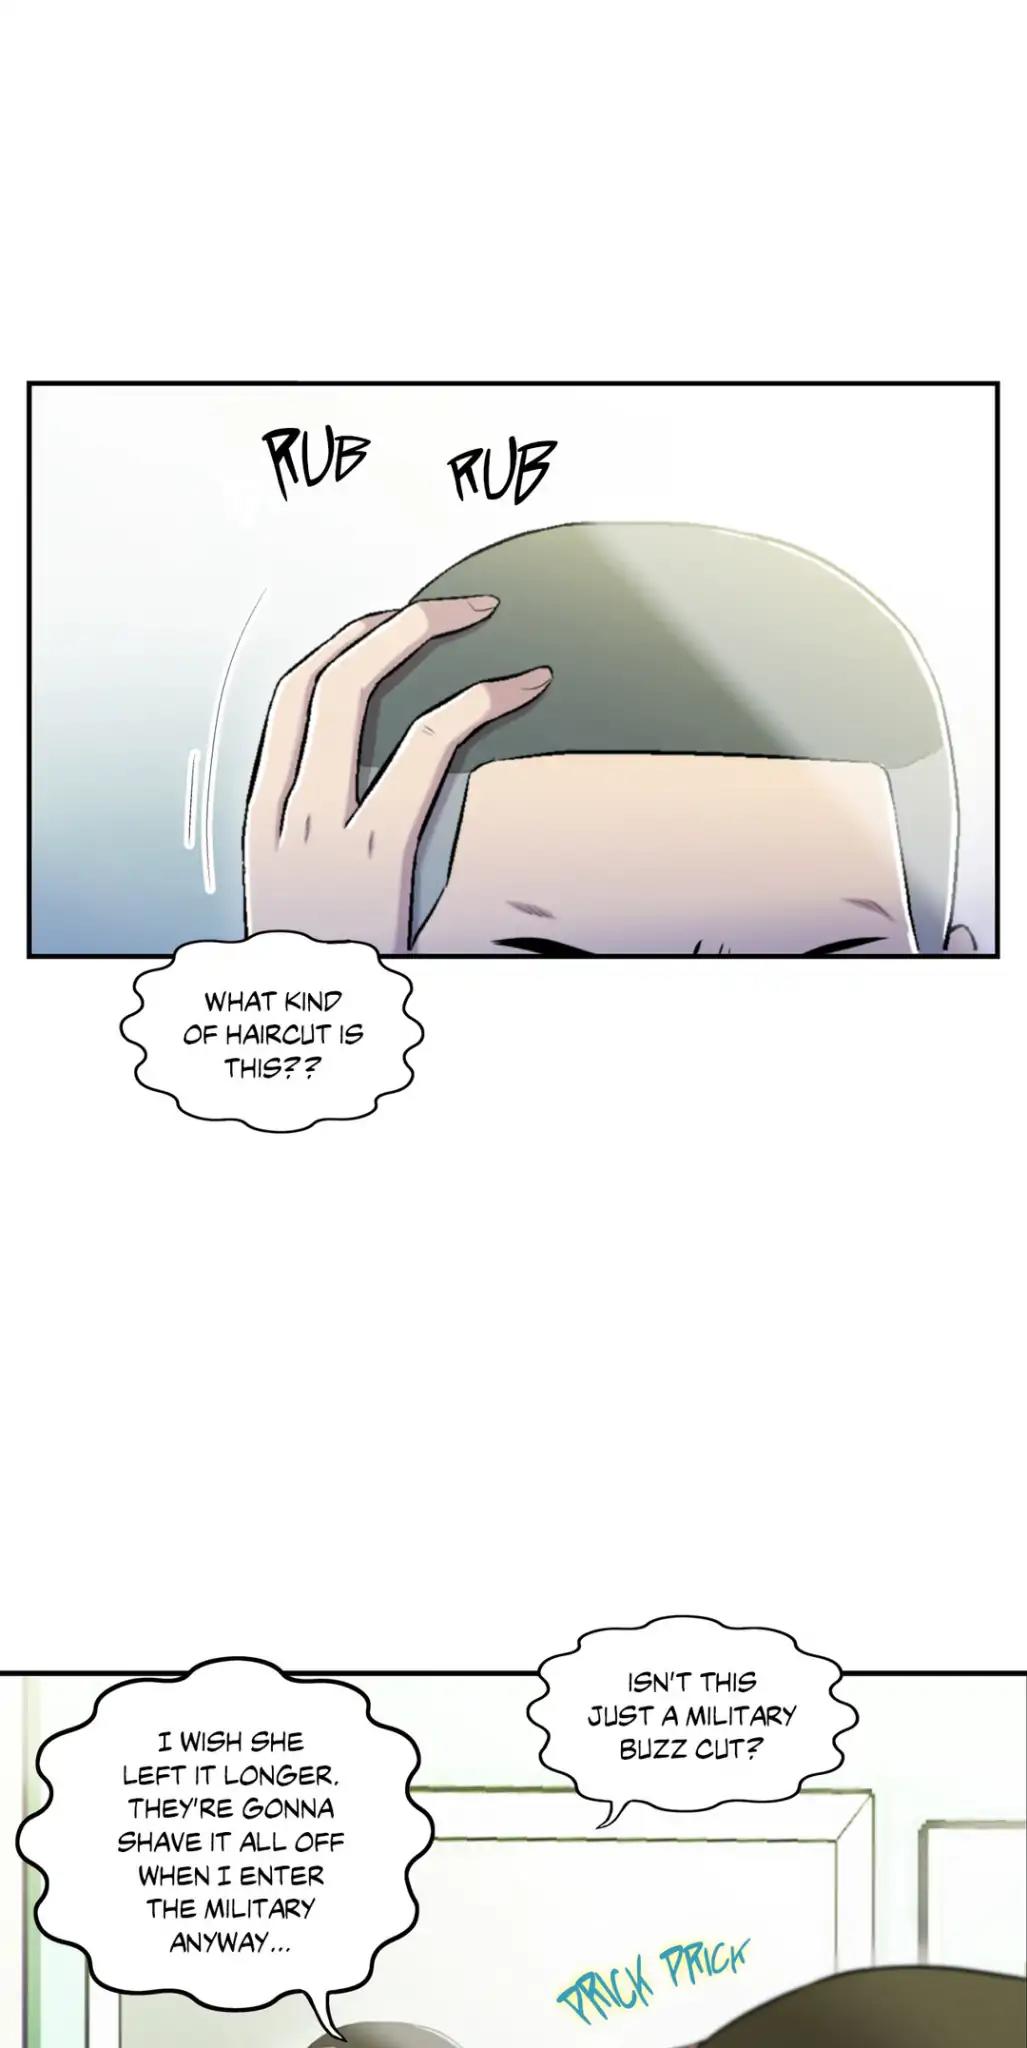 RUB
RUB
WHAT KIND
OF HAIRCUT IS
THIS??
ISN'T THIS
JUST A MILITARY
BUZZ CUT?
I WISH SHE
LEFT IT LONGER.
THEY'RE GONNA
SHAVE IT ALL OFF
WHEN I ENTER
THE MILITARY
ANYWAY...
PRICK PRICK